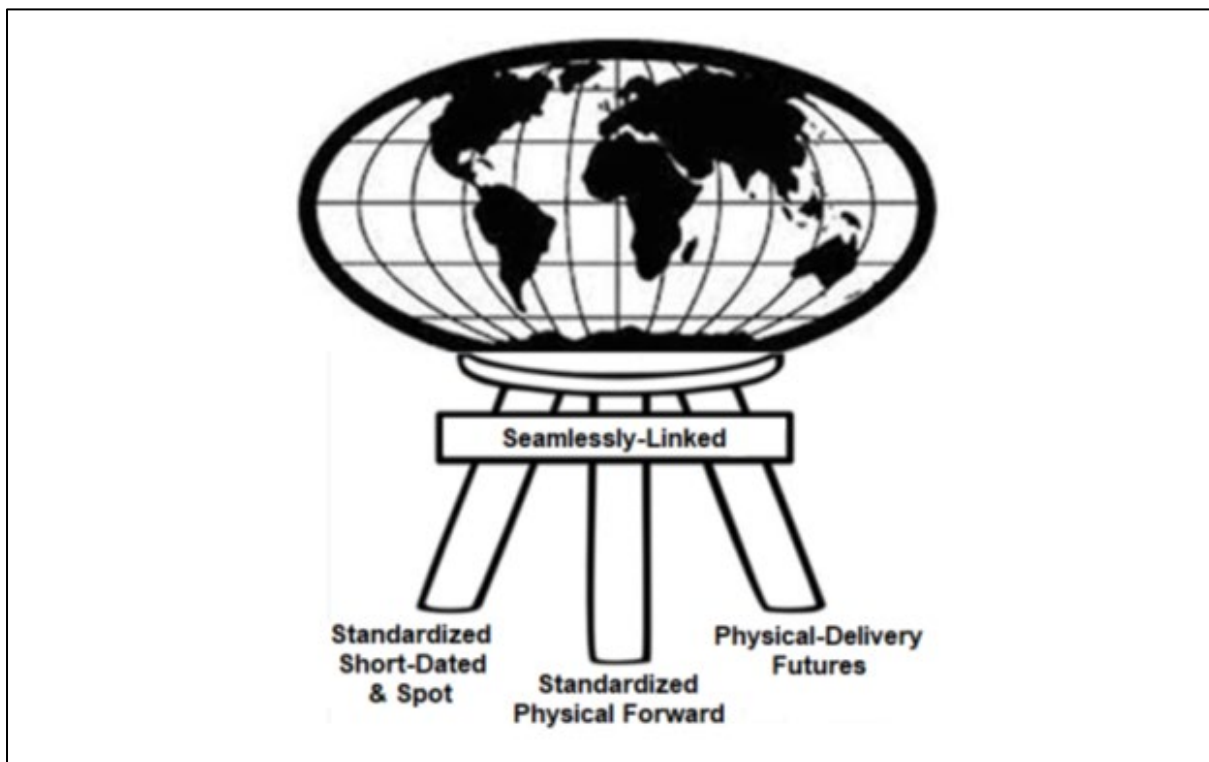 Seamlessly-Linked
Standardized
Short-Dated
& Spot
Standardized
Physical Forward
Physical-Delivery
Futures